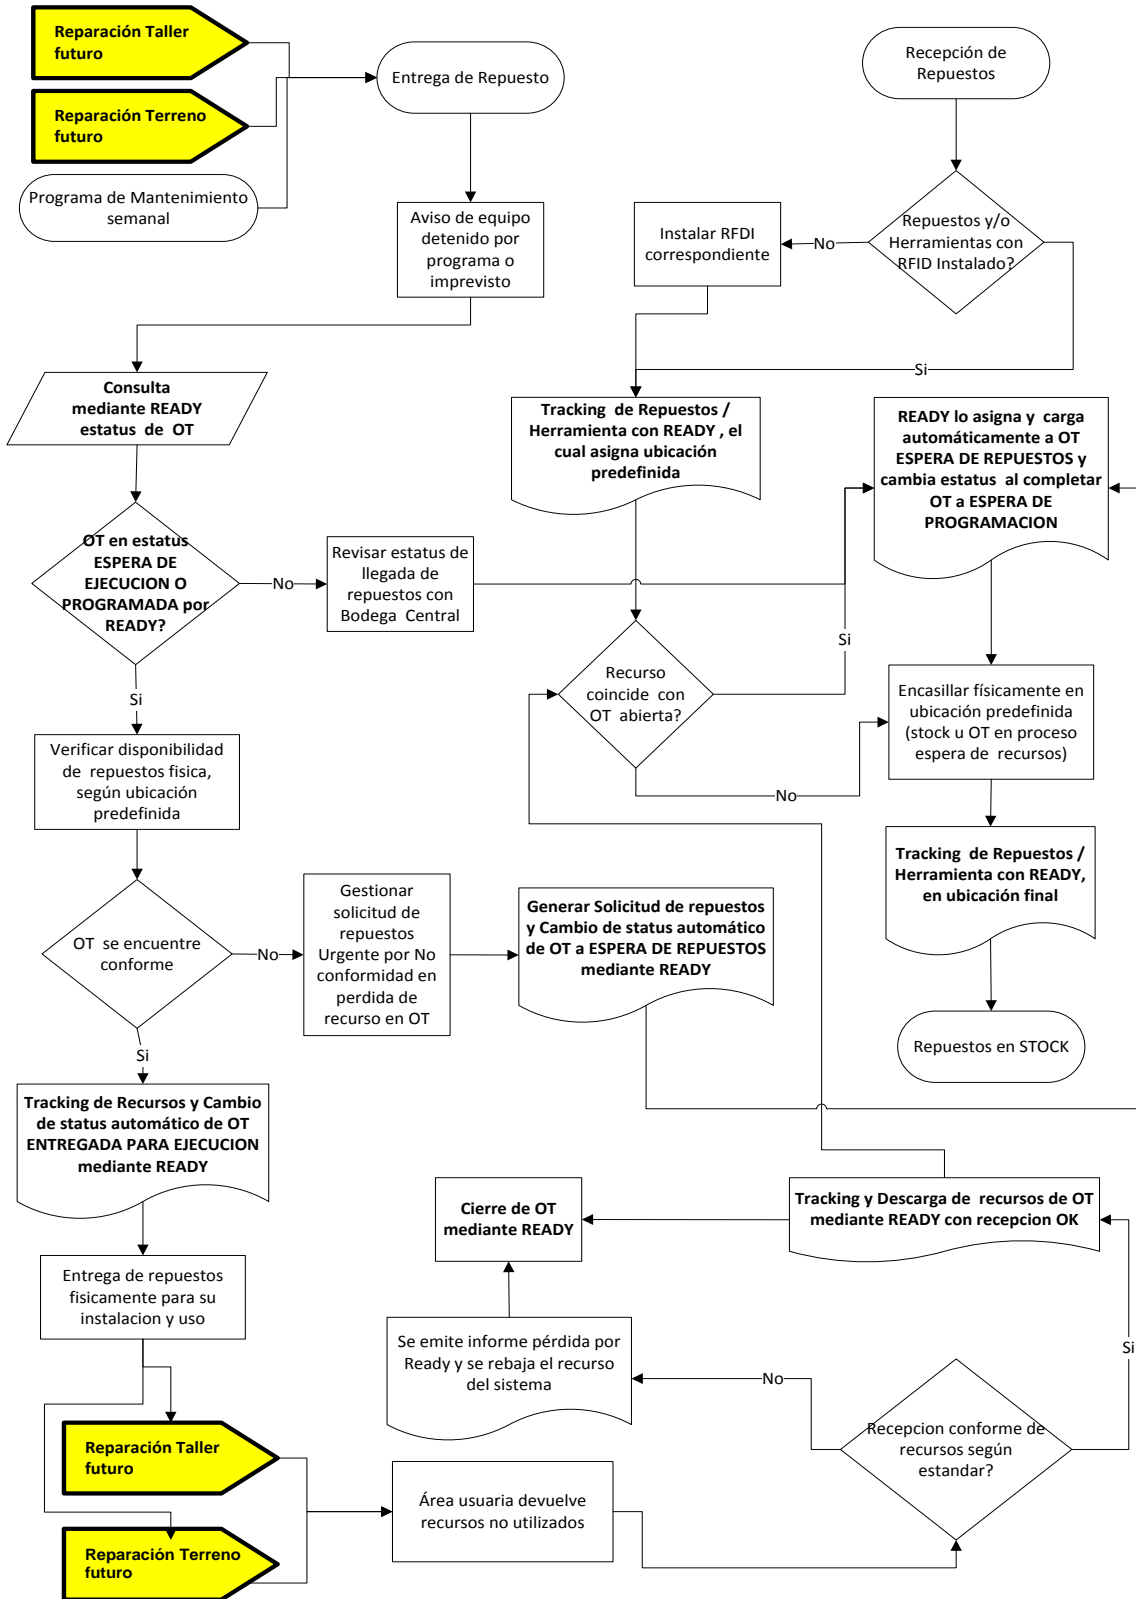 Reparación Taller
futuro
Reparación Terreno
futuro
Programa de Mantenimiento
semanal
Entrega de Repuesto
Aviso de equipo
detenido por
programa o
imprevisto
Consulta
mediante READY
estatus de OT
OT en estatus
ESPERA DE
EJECUCION O
PROGRAMADA por
READY?
No
Revisar estatus de
llegada de
repuestos con
Bodega Central
Si
Verificar disponibilidad
de repuestos fisica,
según ubicación
predefinida
OT se encuentre
conforme
No
Gestionar
solicitud de
repuestos
Urgente por No
conformidad en
perdida de
recurso en OT
Generar Solicitud de repuestos
y Cambio de status automático
de OT a ESPERA DE REPUESTOS
mediante READY
Si
Tracking de Recursos y Cambio
de status automático de OT
ENTREGADA PARA EJECUCION
mediante READY
Entrega de repuestos
fisicamente para su
instalacion y uso
Reparación Taller
futuro
Reparación Terreno
futuro
Área usuaria devuelve
recursos no utilizados
Recepción de
Repuestos
Repuestos y/o
Herramientas con
RFID Instalado?
No
Instalar RFDI
correspondiente
Si
Tracking de Repuestos /
Herramienta con READY , el
cual asigna ubicación
predefinida
READY lo asigna y carga
automáticamente a OT
ESPERA DE REPUESTOS y
cambia estatus al completar
OT a ESPERA DE
PROGRAMACION
Recurso
coincide con
OT abierta?
Si
No
Encasillar físicamente en
ubicación predefinida
(stock u OT en proceso
espera de recursos)
Tracking de Repuestos /
Herramienta con READY,
en ubicación final
Repuestos en STOCK
Cierre de OT
mediante READY
Tracking y Descarga de recursos de OT
mediante READY con recepcion OK
Se emite informe pérdida por
Ready y se rebaja el recurso
del sistema
No
Si
Recepcion conforme de
recursos según
estandar?